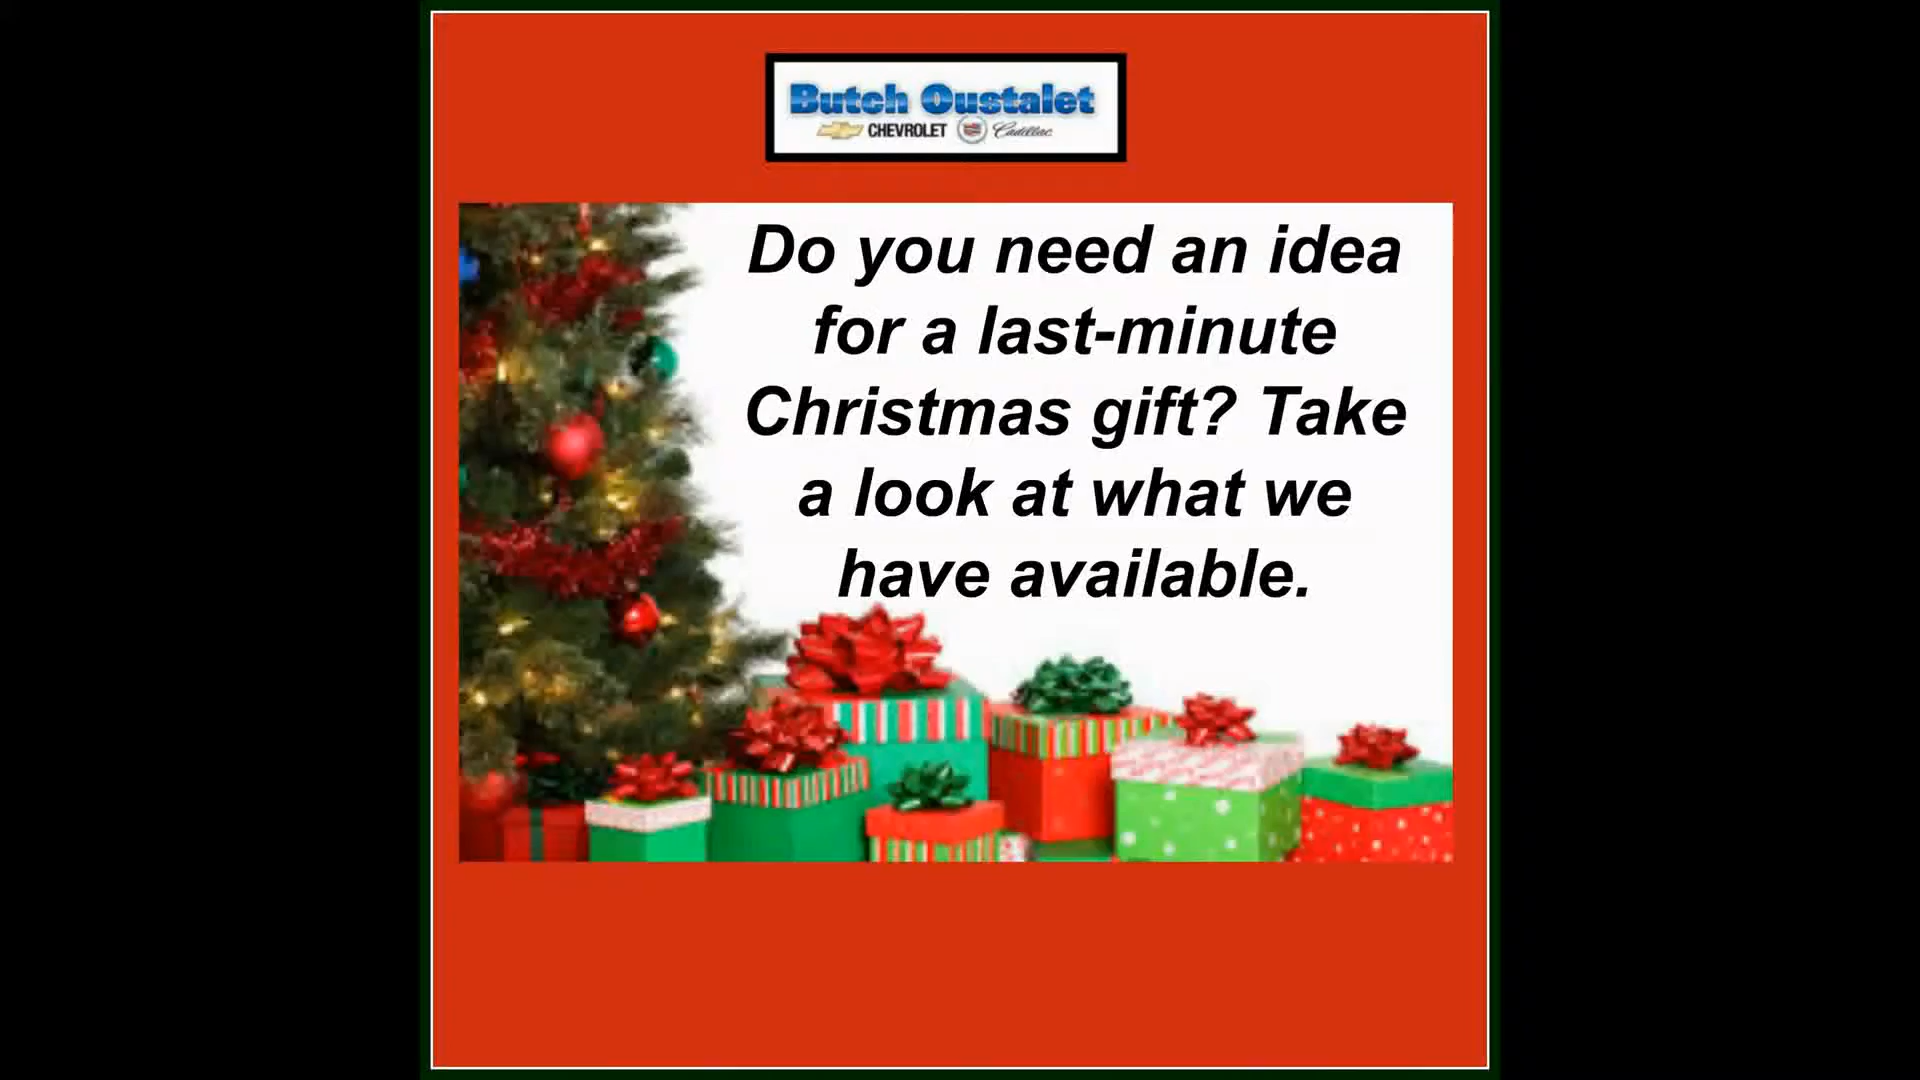 Butch Oustalet
CHEVROLET Cadillac
Do you need an idea
for a last-minute
Christmas gift? Take
a look at what we
have available.